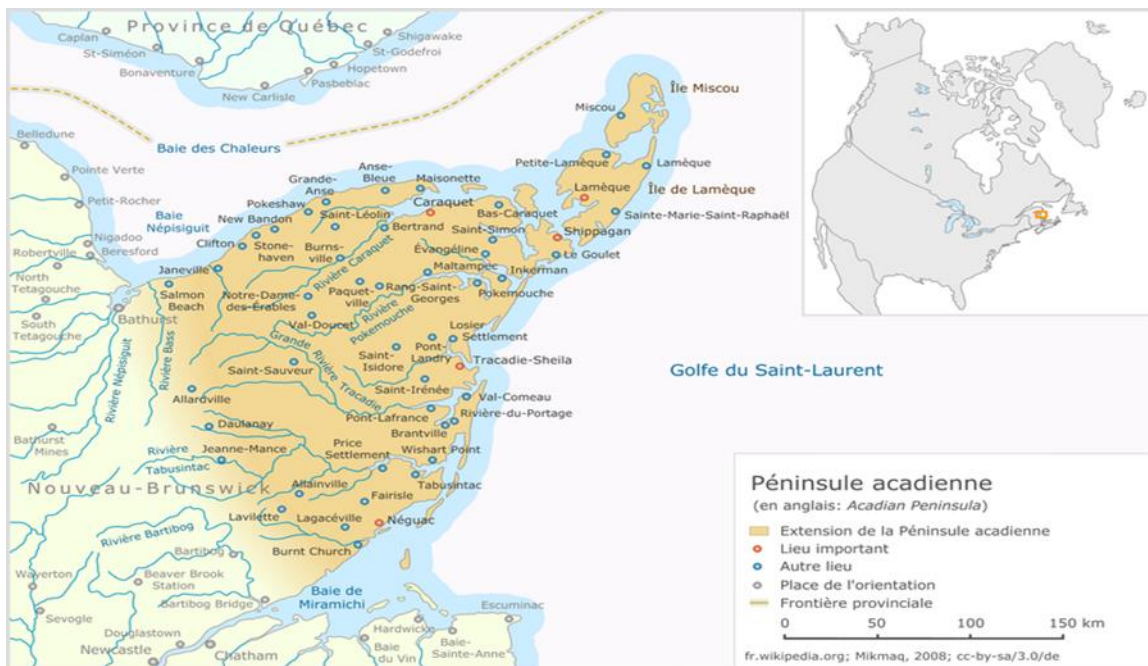 Province de Québec
Caplan
Shigawake
St-Siméon
St-Godefroi
Bonaventure
Hopetown
Pasbebiac
New Carlisle
Île Miscou
Miscou
Belledune
Baie des Chaleurs
Petite-Lamèque
Lamèque
Pointe Verte
Anse-
Bleue
Maisonette
Grande-
Anse
Lamèque
Île de Lamèque
Petit-Rocher
Pokeshaw
Caraquet
Baie
Népisiguit
New Bandon
Saint-Léolin
Bas-Caraquet
Sainte-Marie-Saint-Raphaël
Nigadoo
Beresford
Clifton
Stone-
haven
Burns-
ville
Bertrand
Saint-Simon
Shippagan
Robertville
Évangéline
Le Goulet
Janeville
Rivière Caraquet
Maltampec
Inkerman
North
Tetagouche
Salmon
Beach
Notre-Dame-
des-Érables
Paquet-
ville
Rang-Saint-
Georges
Pokemouche
Bathurst
Val-Doucet
Rivière
Pokemouche
South
Tetagouche
Losier
Settlement
Rivière Népisiguit
Rivière Bass
Grande Rivière Tracadie
Saint-
Isidore
Pont-
Landry
Tracadie-Sheila
Saint-Sauveur
Golfe du Saint-Laurent
Allardville
Saint-Irénée
Val-Comeau
Pont-Lafrance
Rivière-du-Portage
Bathurst
Mines
Daulanay
Brantville
Jeanne-Mance
Price
Settlement
Wishart Point
Rivière
Tabusintac
Nouveau-Brunswick
Allainville
Tabusintac
Fairisle
Lavilette
Lagacéville
Néguac
Rivière Bartibog
Burnt Church
Bartibog
Wayerton
Beaver Brook
Station
Baie de
Miramichi
Bartibog Bridge
Escuminac
Sevogle
Douglastown
Hardwicke
Newcastle
Chatham
Baie
du Vin
Baie-
Sainte-Anne
Péninsule acadienne
(en anglais: Acadian Peninsula)
Extension de la Péninsule acadienne
Lieu important
Autre lieu
Place de l'orientation
Frontière provinciale
0 50 100 150 km
fr.wikipedia.org; Mikmaq, 2008; cc-by-sa/3.0/de